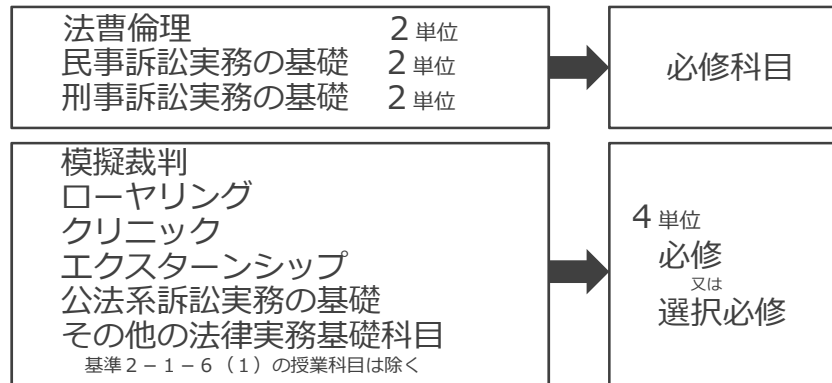 法曹倫理 2単位
民事訴訟実務の基礎 2単位
刑事訴訟実務の基礎 2単位
必修科目
模擬裁判
ローヤリング
クリニック
エクスターンシップ
公法系訴訟実務の基礎
その他の法律実務基礎科目
基準2-1-6(1)の授業科目は除く
4単位
必修
又は
選択必修